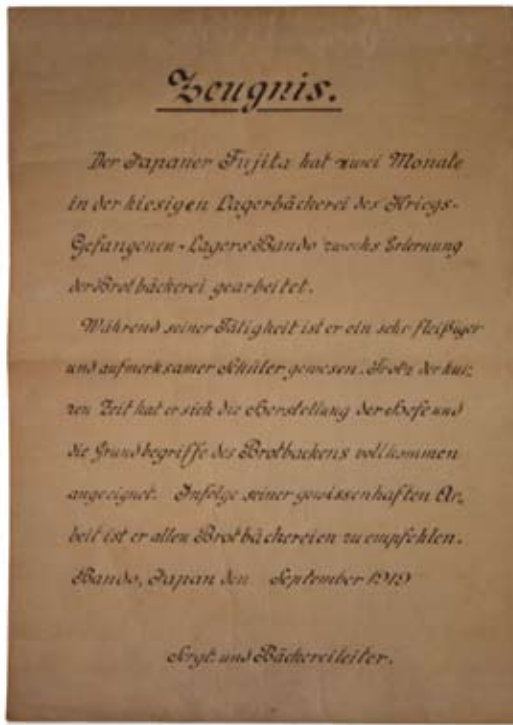 Zeugnis.
Der Japaner Fujita hat zwei Monate
in der hiesigen Lagerbäckerei des Kriegs-
Gefangenen-Lagers Bando zwecks Erlernung
der Brotbäckerei gearbeitet.
Während seiner Tätigheit ist er ein sehr fleißiger
und aufmerksamer Schüler gewesen. Trotz der kur-
zen Zeit hat er sich die Herstellung der Hefe und
die Grundbegriffe des Brotbackens vollkommen
angeeignet. Infolge seiner gewissenhaften Ar-
beit ist er allen Brotbächereien zu empfehlen.
Bando, Japan den September 1919
Sergt. und Bäckereileiter.